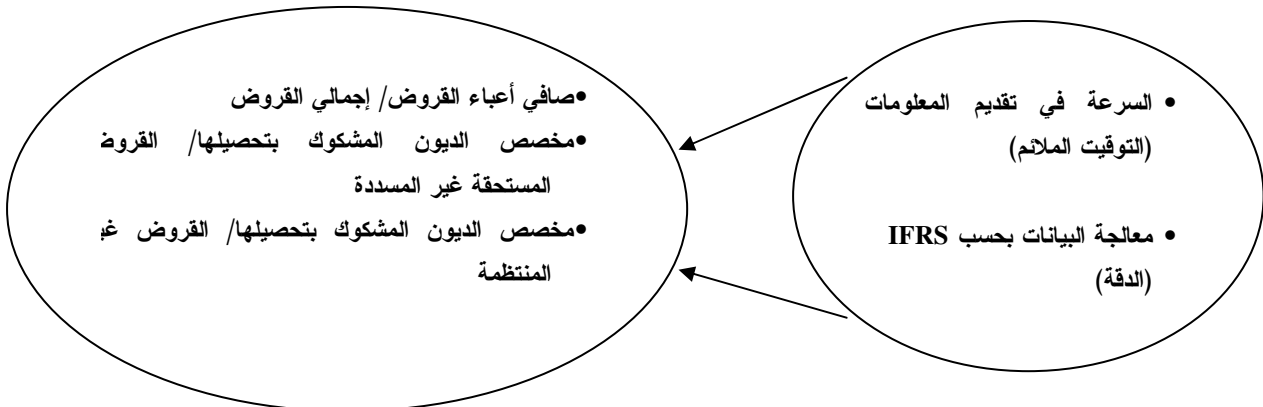 • السرعة في تقديم المعلومات
(التوقيت الملائم)
• معالجة البيانات بحسب IFRS
(الدقة)
•صافي أعباء القروض/ إجمالي القروض
•مخصص الديون المشكوك بتحصيلها/ القروض
المستحقة غير المسددة
•مخصص الديون المشكوك بتحصيلها/ القروض غير
المنتظمة